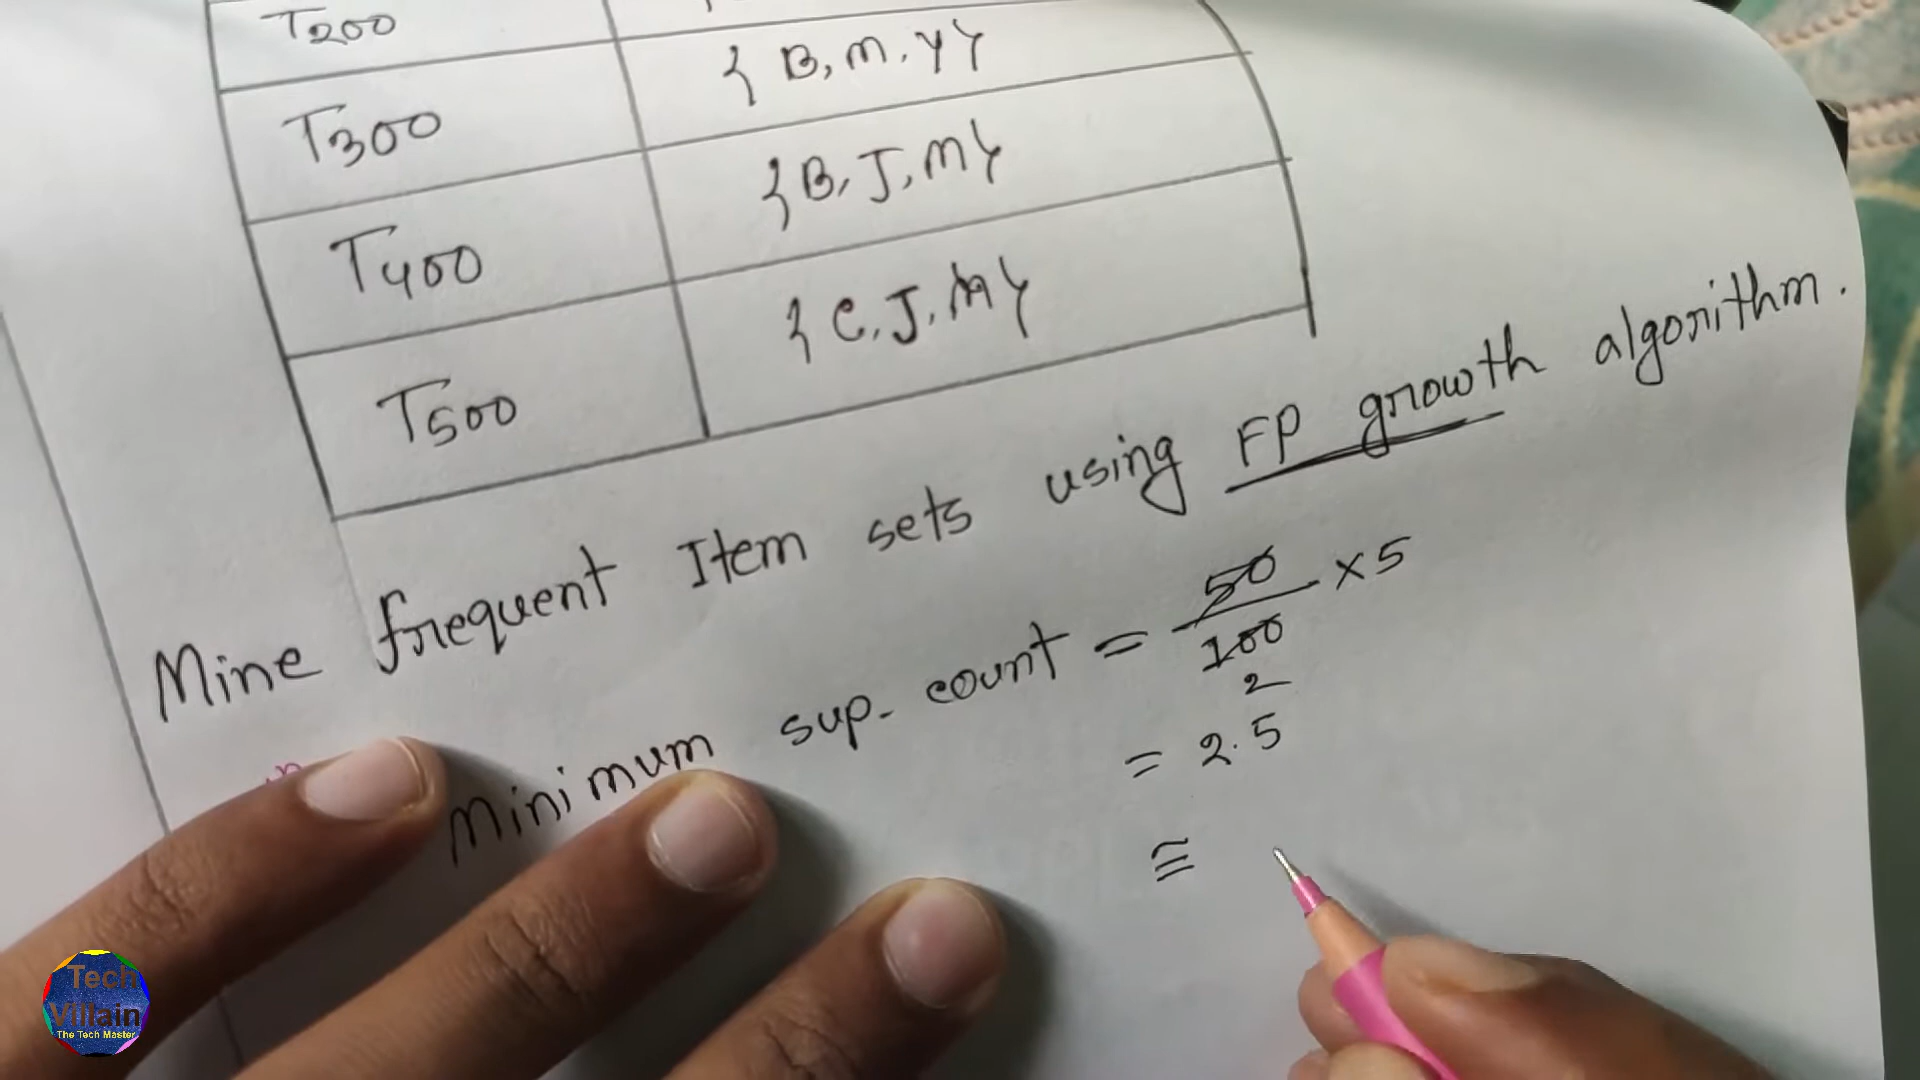 T200
T300 { B, M, Y}
T400 {B, J, M}
T500 { C, J, M}
Mine frequent Item sets using FP growth algorithm.
Minimum sup. count = 50/100 × 5
2
= 2.5
≅
Tech
Villain
The Tech Master